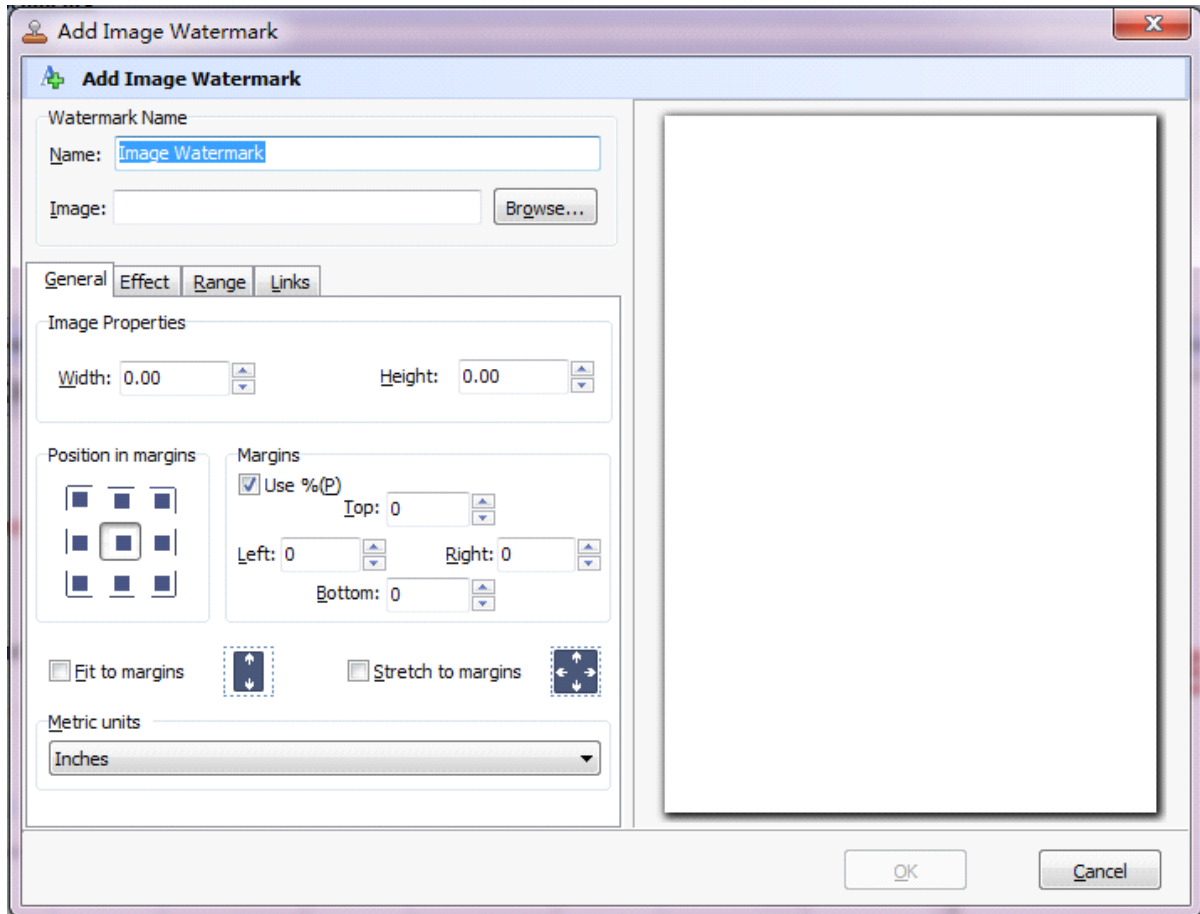 Add Image Watermark
Add Image Watermark
Watermark Name
Name: Image Watermark
Image: Browse...
General Effect Range Links
Image Properties
Width: 0.00 Height: 0.00
Position in margins Margins
Use %(P)
Top: 0
Left: 0 Right: 0
Bottom: 0
Fit to margins Stretch to margins
Metric units
Inches
OK Cancel